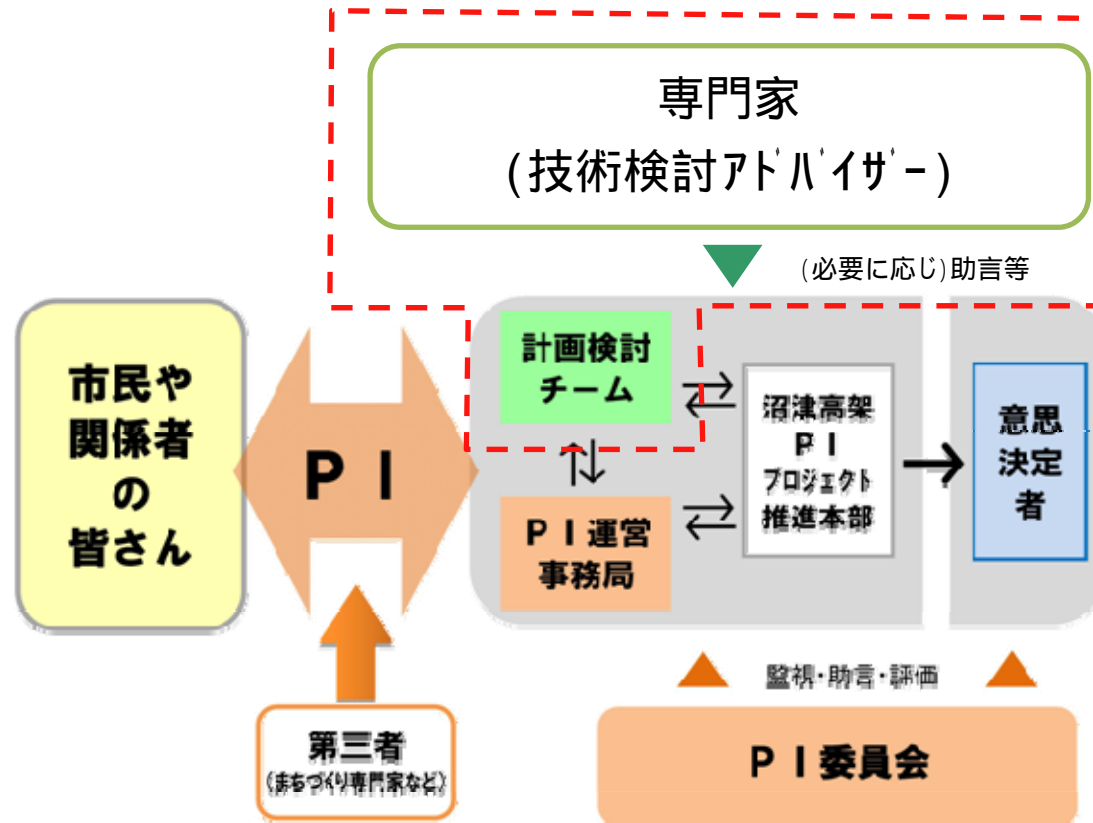 専門家
(技術検討ｱﾄﾞﾊﾞｲｻﾞｰ)
(必要に応じ)助言等
市民や
関係者
の
皆さん
ＰＩ
計画検討
チーム
ＰＩ運営
事務局
沼津高架
ＰＩ
プロジェクト
推進本部
意思
決定
者
第三者
(まちづくり専門家など)
監視・助言・評価
ＰＩ委員会